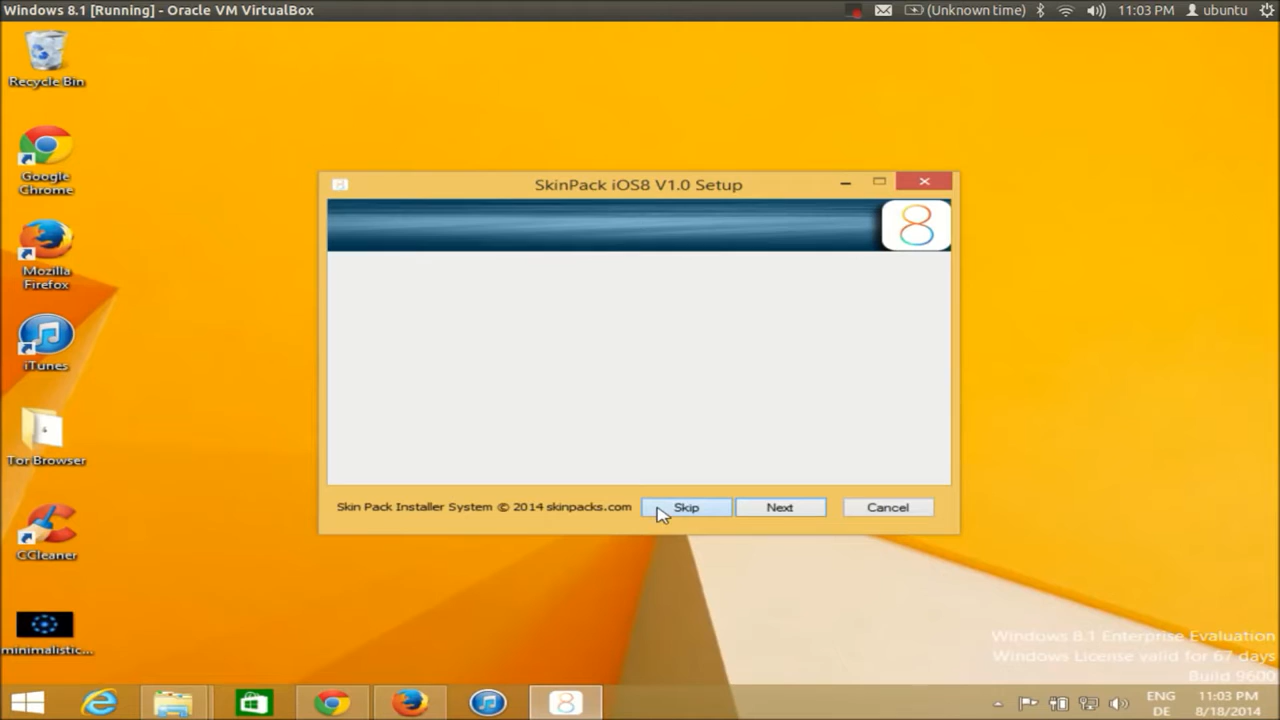 Windows 8.1 [Running] - Oracle VM VirtualBox
(Unknown time)
11:03 PM
ubuntu
Recycle Bin
Google
Chrome
Mozilla
Firefox
iTunes
Tor Browser
CCleaner
minimalistic...
SkinPack iOS8 V1.0 Setup
8
Skin Pack Installer System © 2014 skinpacks.com
Skip
Next
Cancel
Windows 8.1 Enterprise Evaluation
Windows License valid for 67 days
Build 9600
8
ENG
DE
11:03 PM
8/18/2014